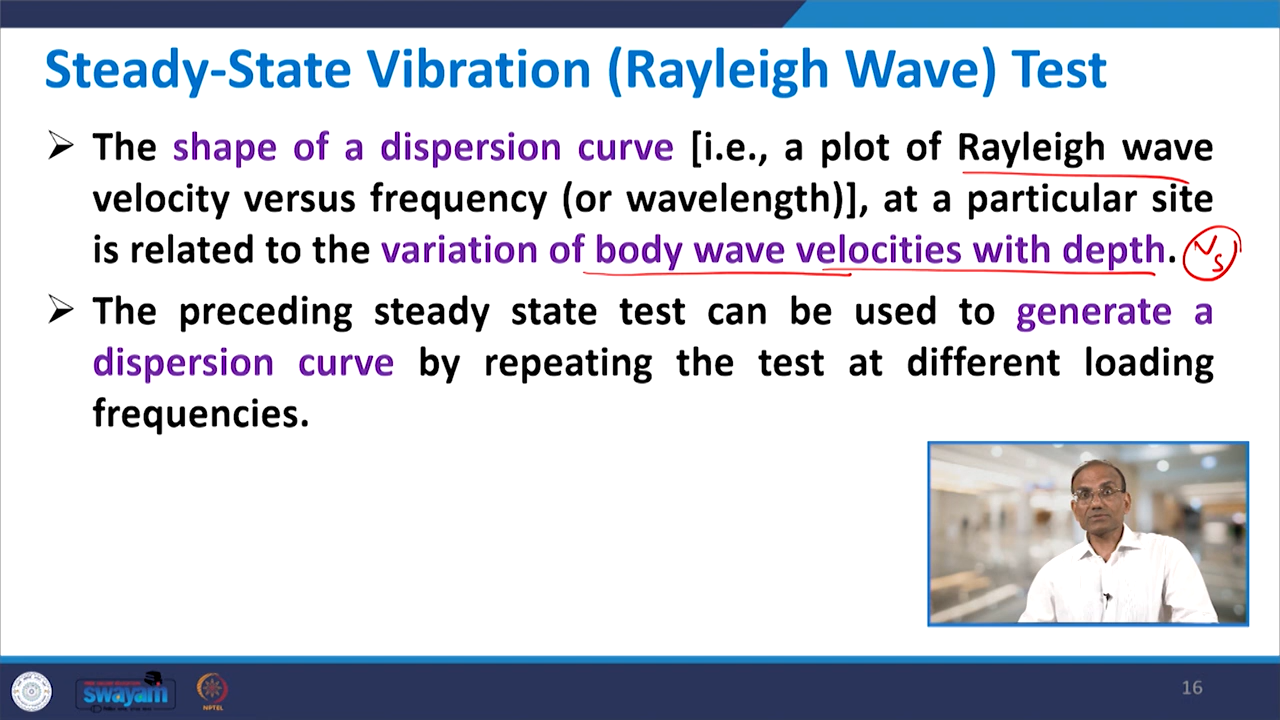 Steady-State Vibration (Rayleigh Wave) Test
➢ The shape of a dispersion curve [i.e., a plot of Rayleigh wave
velocity versus frequency (or wavelength)], at a particular site
is related to the variation of body wave velocities with depth. Vs
➢ The preceding steady state test can be used to generate a
dispersion curve by repeating the test at different loading
frequencies.
swayam
NPTEL
16